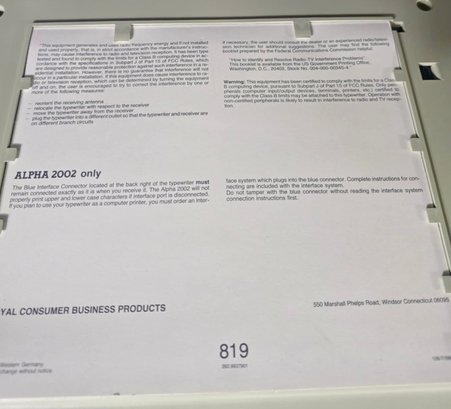 "This equipment generates and uses radio frequency energy and if not installed
and used properly, that is, in strict accordance with the manufacturer's instruc-
tions, may cause interference to radio and television reception. It has been type
tested and found to comply with the limits for a Class B computing device in ac-
cordance with the specifications in Subpart J of Part 15 of FCC Rules, which
are designed to provide reasonable protection against such interference in a re-
sidential installation. However, there is no guarantee that interference will not
occur in a particular installation. If this equipment does cause interference to ra-
dio or television reception, which can be determined by turning the equipment
off and on, the user is encouraged to try to correct the interference by one or
more of the following measures:
- reorient the receiving antenna
- relocate the typewriter with respect to the receiver
- move the typewriter away from the receiver
- plug the typewriter into a different outlet so that the typewriter and receiver are
on different branch circuits
If necessary, the user should consult the dealer or an experienced radio/televi-
sion technician for additional suggestions. The user may find the following
booklet prepared by the Federal Communications Commission helpful:
"How to Identify and Resolve Radio TV Interference Problems".
This booklet is available from the US Government Printing Office,
Washington, D.C., 20402, Stock No. 004-000-00345-4."
Warning: This equipment has been certified to comply with the limits for a Class
B computing device, pursuant to Subpart J of Part 15 of FCC Rules. Only peri-
pherals (computer input/output devices, terminals, printers, etc.) certified to
comply with the Class B limits may be attached to this typewriter. Operation with
non-certified peripherals is likely to result in interference to radio and TV recep-
tion.
ALPHA 2002 only
The Blue Interface Connector located at the back right of the typewriter must
remain connected exactly as it is when you receive it. The Alpha 2002 will not
properly print upper and lower case characters if interface port is disconnected.
If you plan to use your typewriter as a computer printer, you must order an inter-
face system which plugs into the blue connector. Complete instructions for con-
necting are included with the interface system.
Do not tamper with the blue connector without reading the interface system
connection instructions first.
YAL CONSUMER BUSINESS PRODUCTS
550 Marshall Phelps Road, Windsor Connecticut 06095
819
Western Germany
change without notice